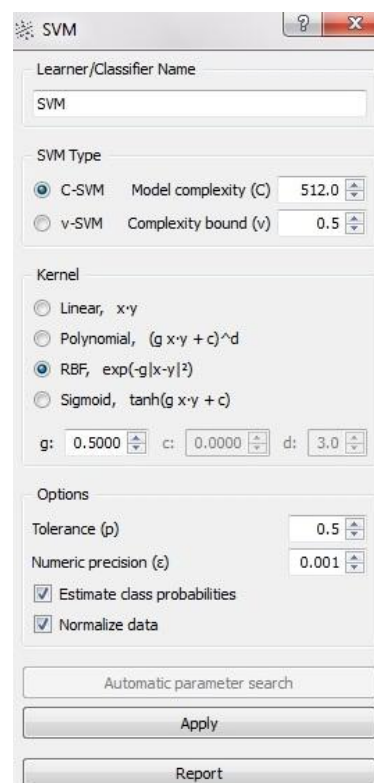 SVM
?
X
Learner/Classifier Name
SVM
SVM Type
C-SVM Model complexity (C) 512.0
ν-SVM Complexity bound (ν) 0.5
Kernel
Linear, x·y
Polynomial, (g x·y + c)^d
RBF, exp(-g|x-y|²)
Sigmoid, tanh(g x·y + c)
g: 0.5000 c: 0.0000 d: 3.0
Options
Tolerance (p) 0.5
Numeric precision (ε) 0.001
Estimate class probabilities
Normalize data
Automatic parameter search
Apply
Report